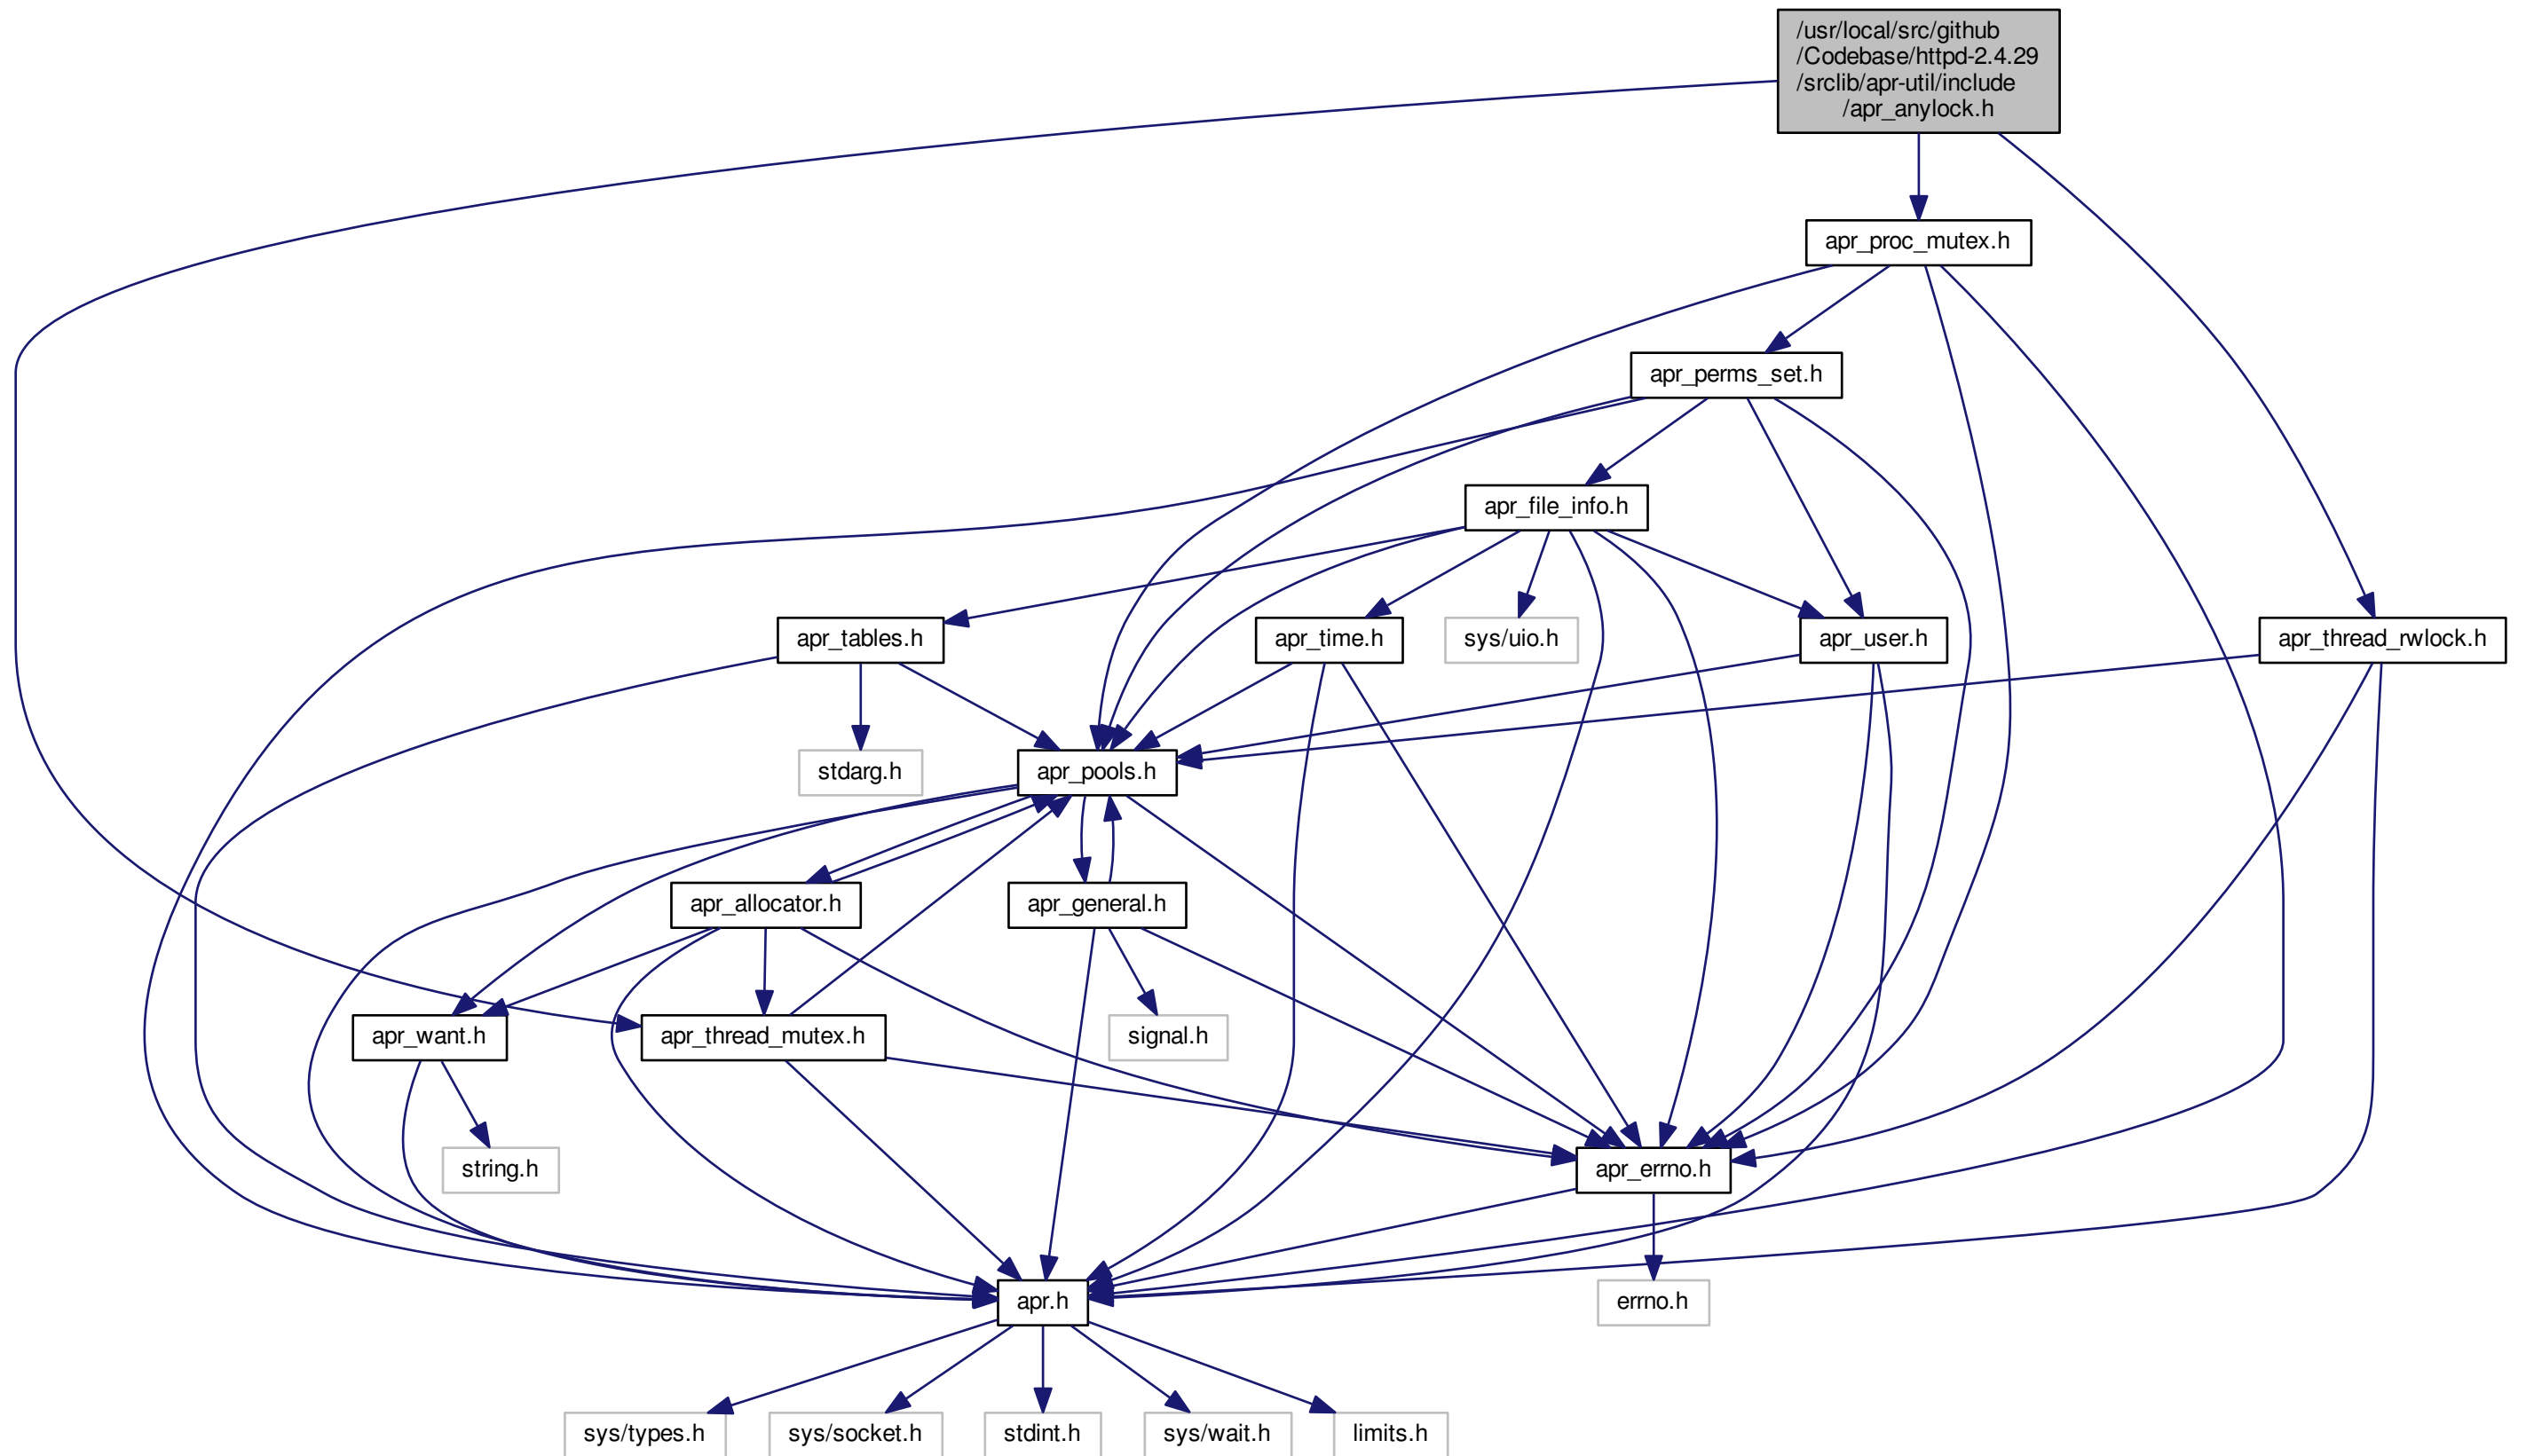 /usr/local/src/github
/Codebase/httpd-2.4.29
/srclib/apr-util/include
/apr_anylock.h
apr_proc_mutex.h
apr_perms_set.h
apr_file_info.h
apr_tables.h
apr_time.h
sys/uio.h
apr_user.h
apr_thread_rwlock.h
stdarg.h
apr_pools.h
apr_allocator.h
apr_general.h
apr_want.h
apr_thread_mutex.h
signal.h
string.h
apr_errno.h
apr.h
errno.h
sys/types.h
sys/socket.h
stdint.h
sys/wait.h
limits.h